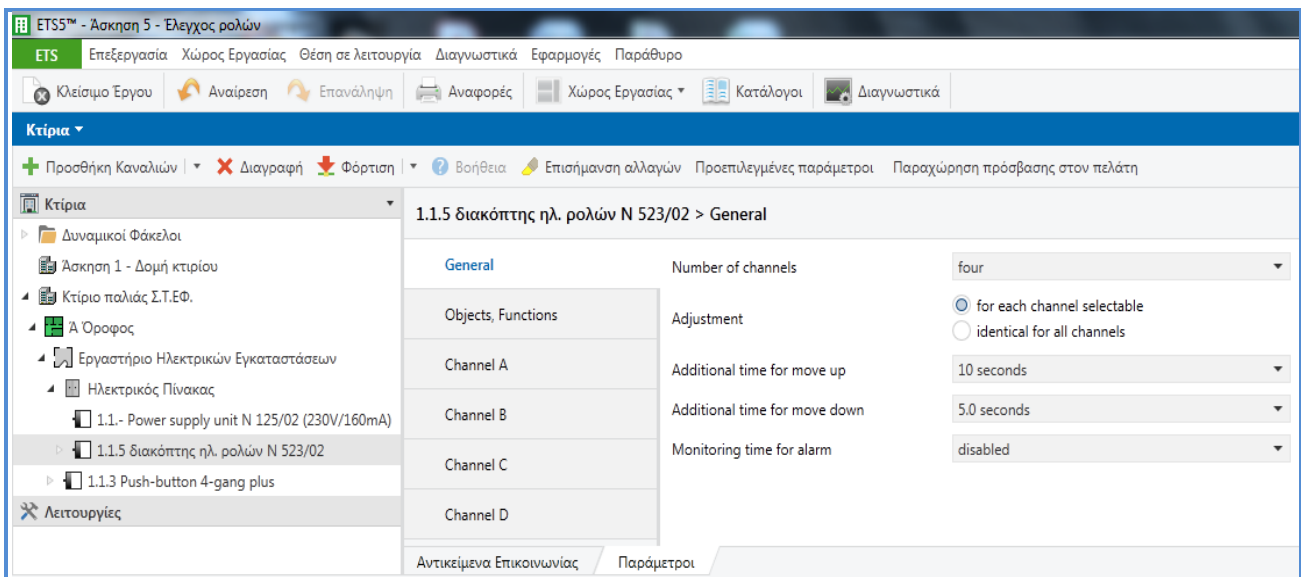 ETS5™ - Άσκηση 5 - Έλεγχος ρολών
ETS Επεξεργασία Χώρος Εργασίας Θέση σε λειτουργία Διαγνωστικά Εφαρμογές Παράθυρο
Κλείσιμο Έργου Αναίρεση Επανάληψη Αναφορές Χώρος Εργασίας Κατάλογοι Διαγνωστικά
Κτίρια
Προσθήκη Καναλιών Διαγραφή Φόρτιση Βοήθεια Επισήμανση αλλαγών Προεπιλεγμένες παράμετροι Παραχώρηση πρόσβασης στον πελάτη
Κτίρια
Δυναμικοί Φάκελοι
Άσκηση 1 - Δομή κτιρίου
Κτίριο παλιάς Σ.Τ.ΕΦ.
Ά Όροφος
Εργαστήριο Ηλεκτρικών Εγκαταστάσεων
Ηλεκτρικός Πίνακας
1.1.- Power supply unit N 125/02 (230V/160mA)
1.1.5 διακόπτης ηλ. ρολών N 523/02
1.1.3 Push-button 4-gang plus
Λειτουργίες
1.1.5 διακόπτης ηλ. ρολών N 523/02 > General
General
Objects, Functions
Channel A
Channel B
Channel C
Channel D
Number of channels four
Adjustment for each channel selectable
identical for all channels
Additional time for move up 10 seconds
Additional time for move down 5.0 seconds
Monitoring time for alarm disabled
Αντικείμενα Επικοινωνίας Παράμετροι